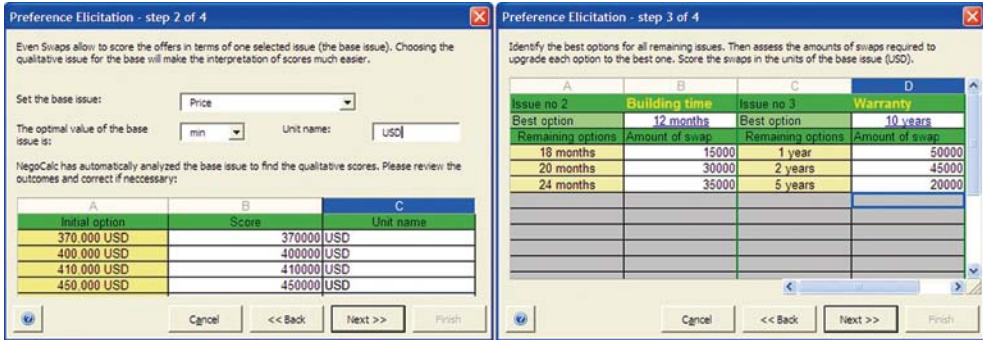 Preference Elicitation - step 2 of 4
Even Swaps allow to score the offers in terms of one selected issue (the base issue). Choosing the
qualitative issue for the base will make the interpretation of scores much easier.
Set the base issue: Price
The optimal value of the base
issue is: min Unit name: USD
NegoCalc has automatically analyzed the base issue to find the qualitative scores. Please review the
outcomes and correct if neccessary:
A B C
Initial option Score Unit name
370.000 USD 370000 USD
400.000 USD 400000 USD
410.000 USD 410000 USD
450.000 USD 450000 USD
Cancel << Back Next >> Finish
Preference Elicitation - step 3 of 4
Identify the best options for all remaining issues. Then assess the amounts of swaps required to
upgrade each option to the best one. Score the swaps in the units of the base issue (USD).
A B C D
Issue no 2 Building time Issue no 3 Warranty
Best option 12 months Best option 10 years
Remaining options Amount of swap Remaining options Amount of swap
18 months 15000 1 year 50000
20 months 30000 2 years 45000
24 months 35000 5 years 20000
Cancel << Back Next >> Finish